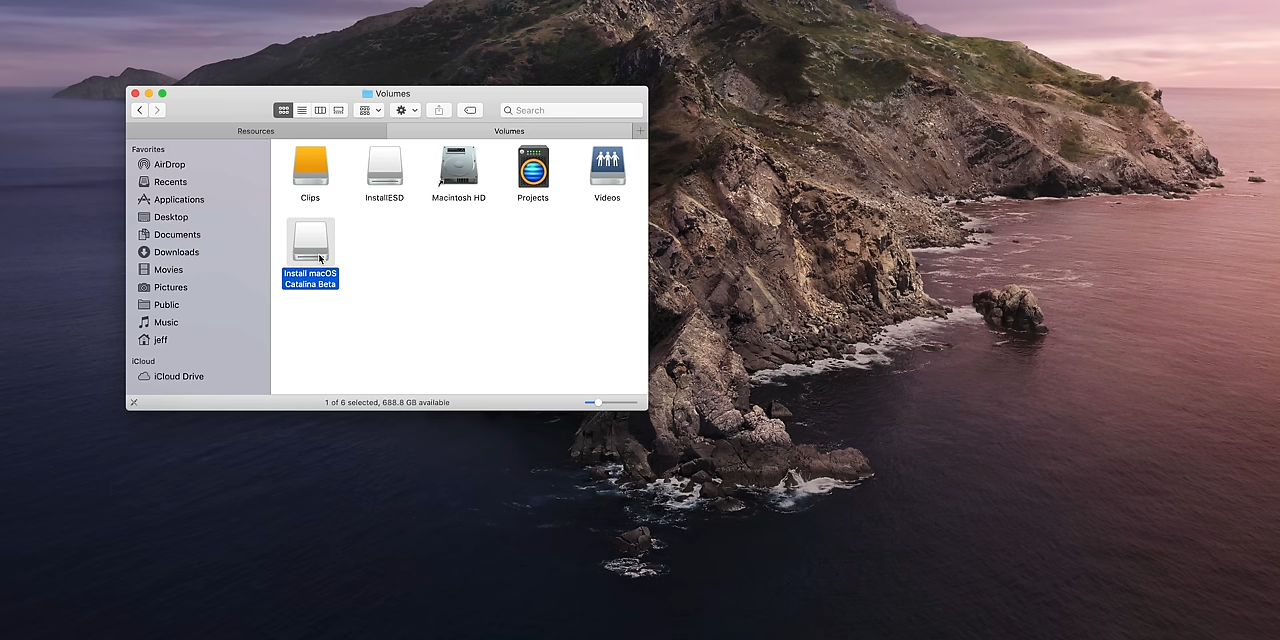 Volumes
Search
Resources
Volumes
Favorites
AirDrop
Recents
Applications
Desktop
Documents
Downloads
Movies
Pictures
Public
Music
jeff
iCloud
iCloud Drive
Clips
InstallESD
Macintosh HD
Projects
Videos
Install macOS
Catalina Beta
1 of 6 selected, 688.8 GB available